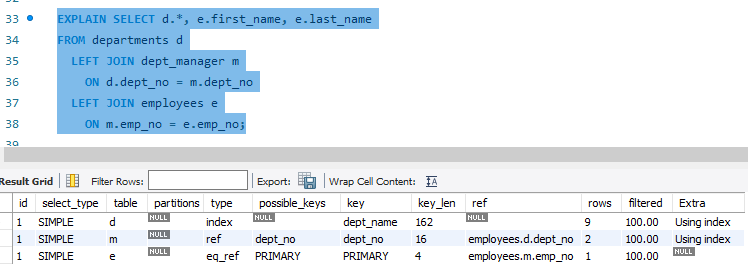 32
33 EXPLAIN SELECT d.*, e.first_name, e.last_name
34 FROM departments d
35 LEFT JOIN dept_manager m
36 ON d.dept_no = m.dept_no
37 LEFT JOIN employees e
38 ON m.emp_no = e.emp_no;
39
Result Grid Filter Rows: Export: Wrap Cell Content: IA
id select_type table partitions type possible_keys key key_len ref rows filtered Extra
1 SIMPLE d NULL index NULL dept_name 162 NULL 9 100.00 Using index
1 SIMPLE m NULL ref dept_no dept_no 16 employees.d.dept_no 2 100.00 Using index
1 SIMPLE e NULL eq_ref PRIMARY PRIMARY 4 employees.m.emp_no 1 100.00 NULL